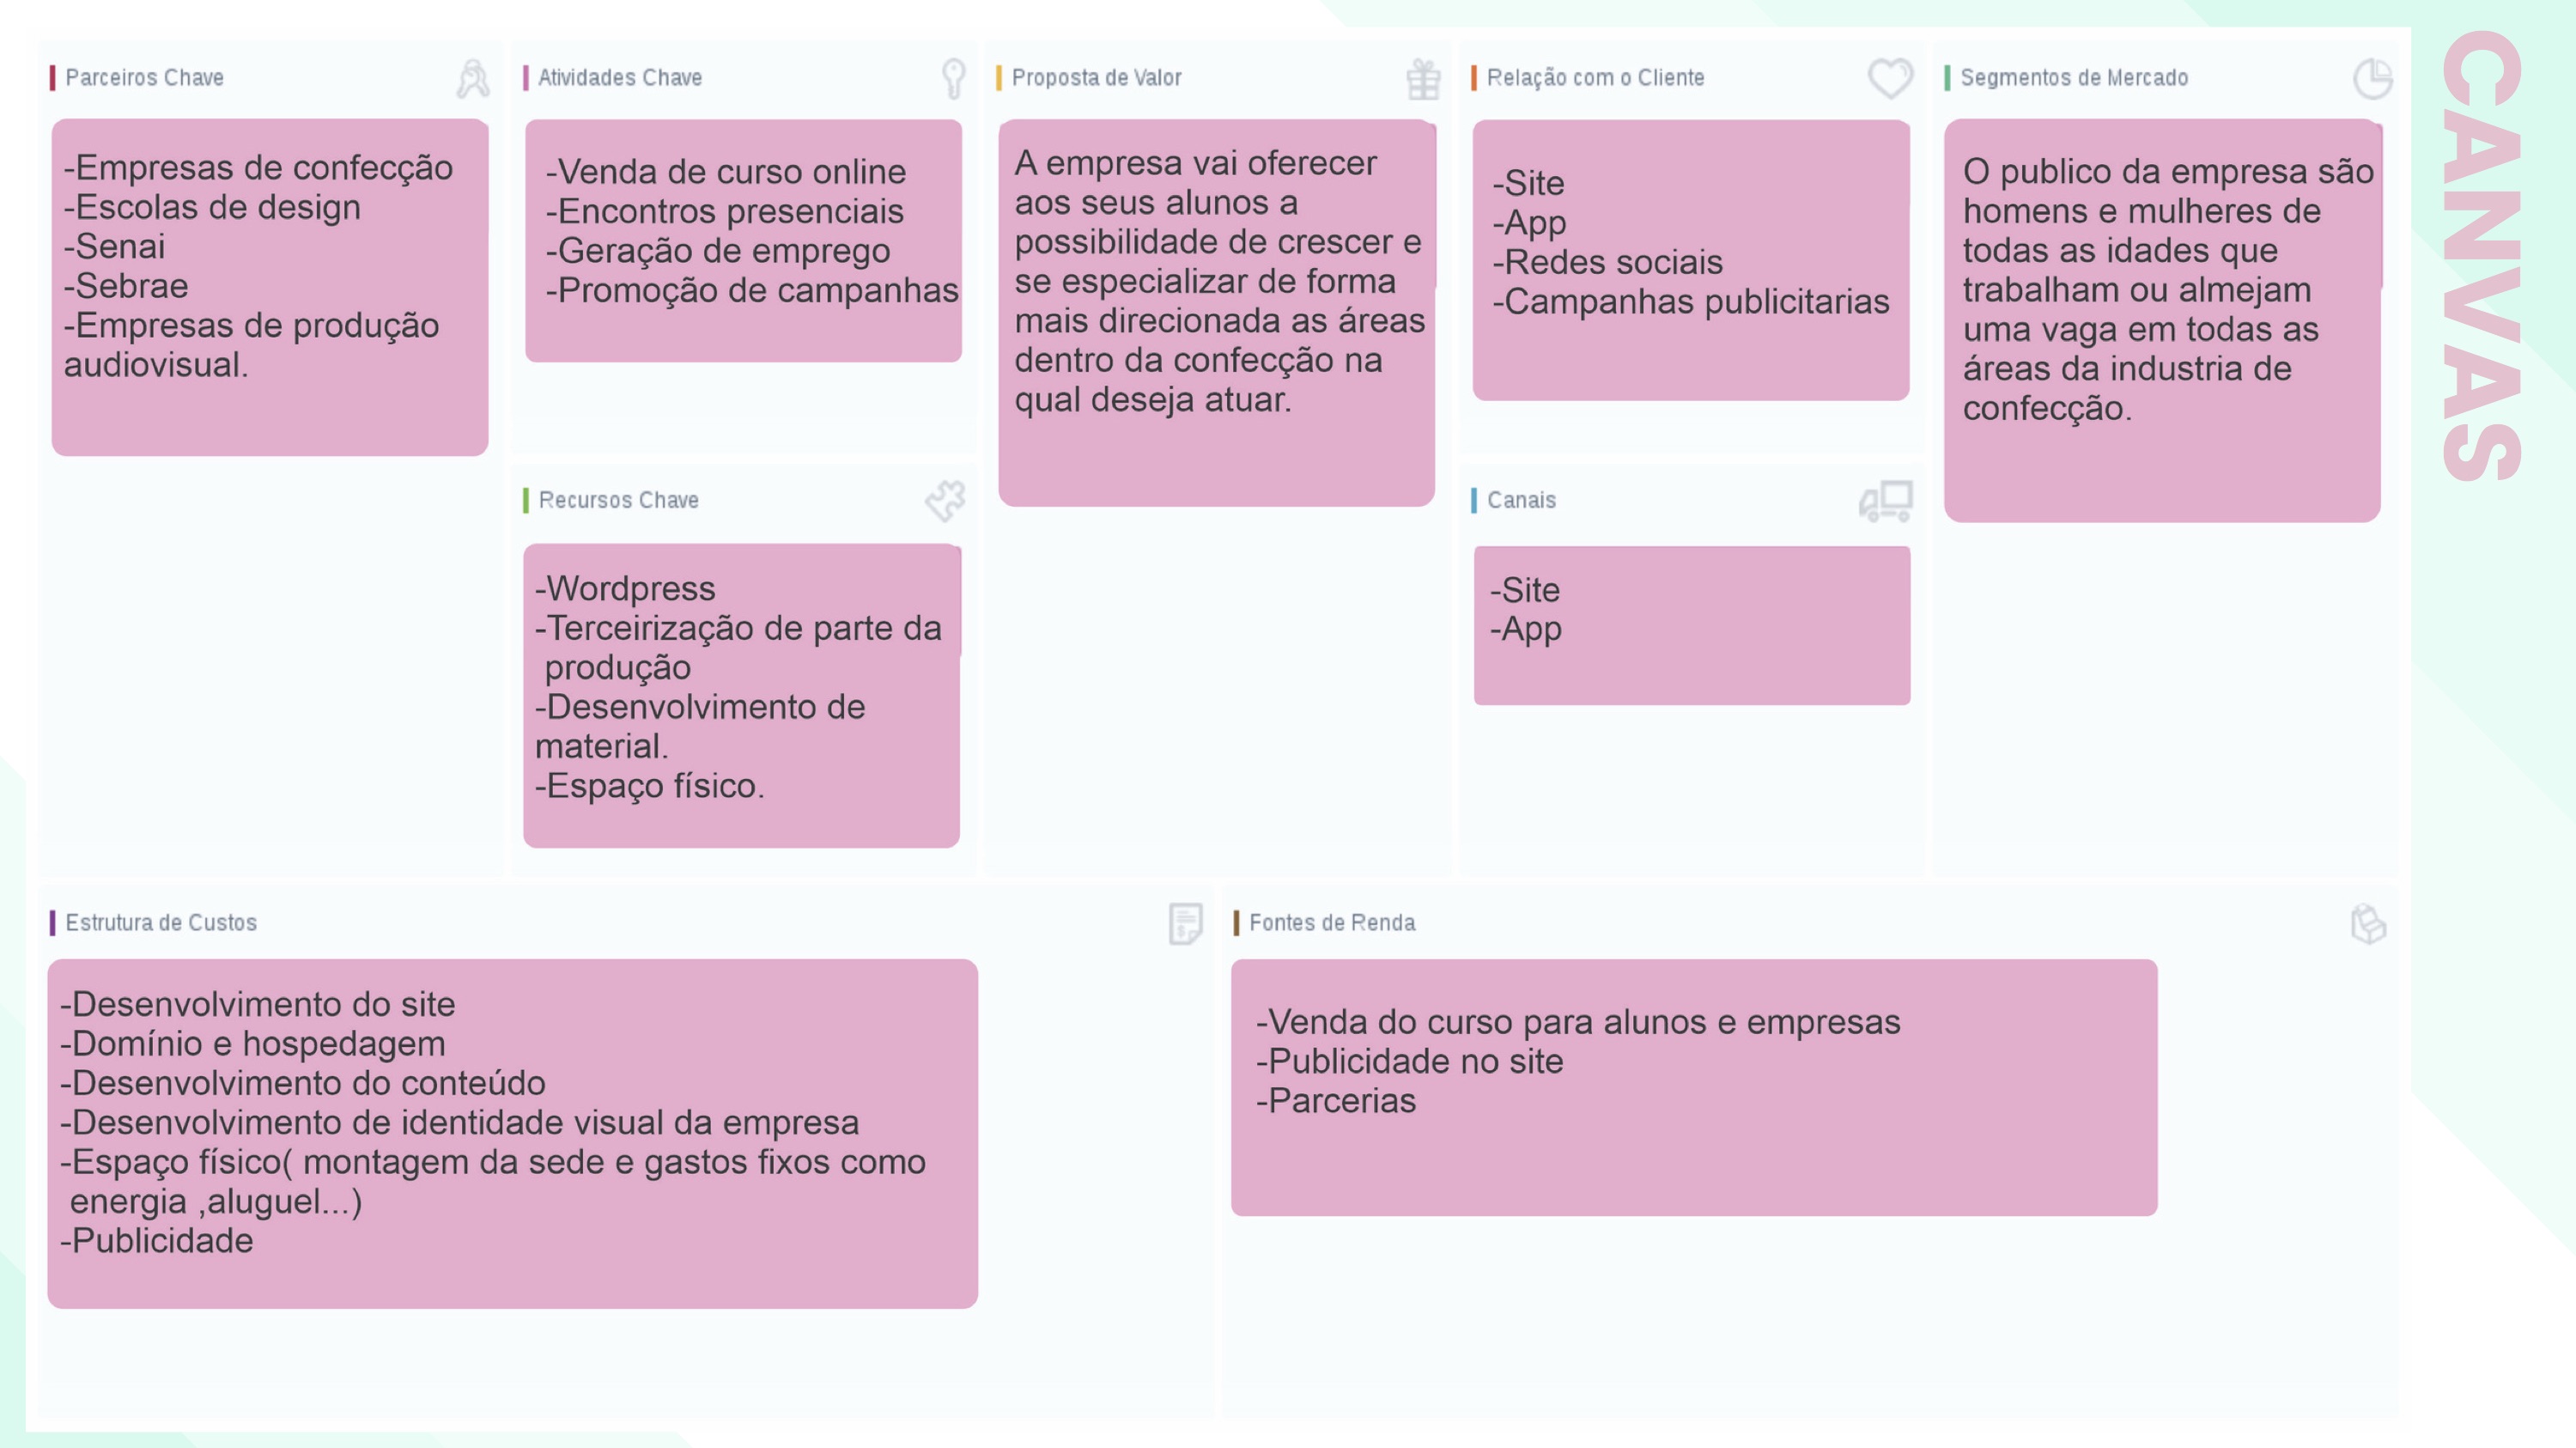 CANVAS
Parceiros Chave
-Empresas de confecção
-Escolas de design
-Senai
-Sebrae
-Empresas de produção
audiovisual.
Atividades Chave
-Venda de curso online
-Encontros presenciais
-Geração de emprego
-Promoção de campanhas
Recursos Chave
-Wordpress
-Terceirização de parte da
produção
-Desenvolvimento de
material.
-Espaço físico.
Proposta de Valor
A empresa vai oferecer
aos seus alunos a
possibilidade de crescer e
se especializar de forma
mais direcionada as áreas
dentro da confecção na
qual deseja atuar.
Relação com o Cliente
-Site
-App
-Redes sociais
-Campanhas publicitarias
Canais
-Site
-App
Segmentos de Mercado
O publico da empresa são
homens e mulheres de
todas as idades que
trabalham ou almejam
uma vaga em todas as
áreas da industria de
confecção.
Estrutura de Custos
-Desenvolvimento do site
-Domínio e hospedagem
-Desenvolvimento do conteúdo
-Desenvolvimento de identidade visual da empresa
-Espaço físico( montagem da sede e gastos fixos como
energia ,aluguel...)
-Publicidade
Fontes de Renda
-Venda do curso para alunos e empresas
-Publicidade no site
-Parcerias